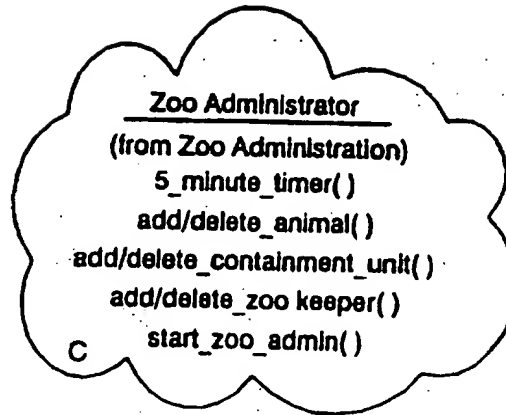 Zoo Administrator
(from Zoo Administration)
5_minute_timer( )
add/delete_animal( )
add/delete_containment_unit( )
add/delete_zoo keeper( )
start_zoo_admin( )
C